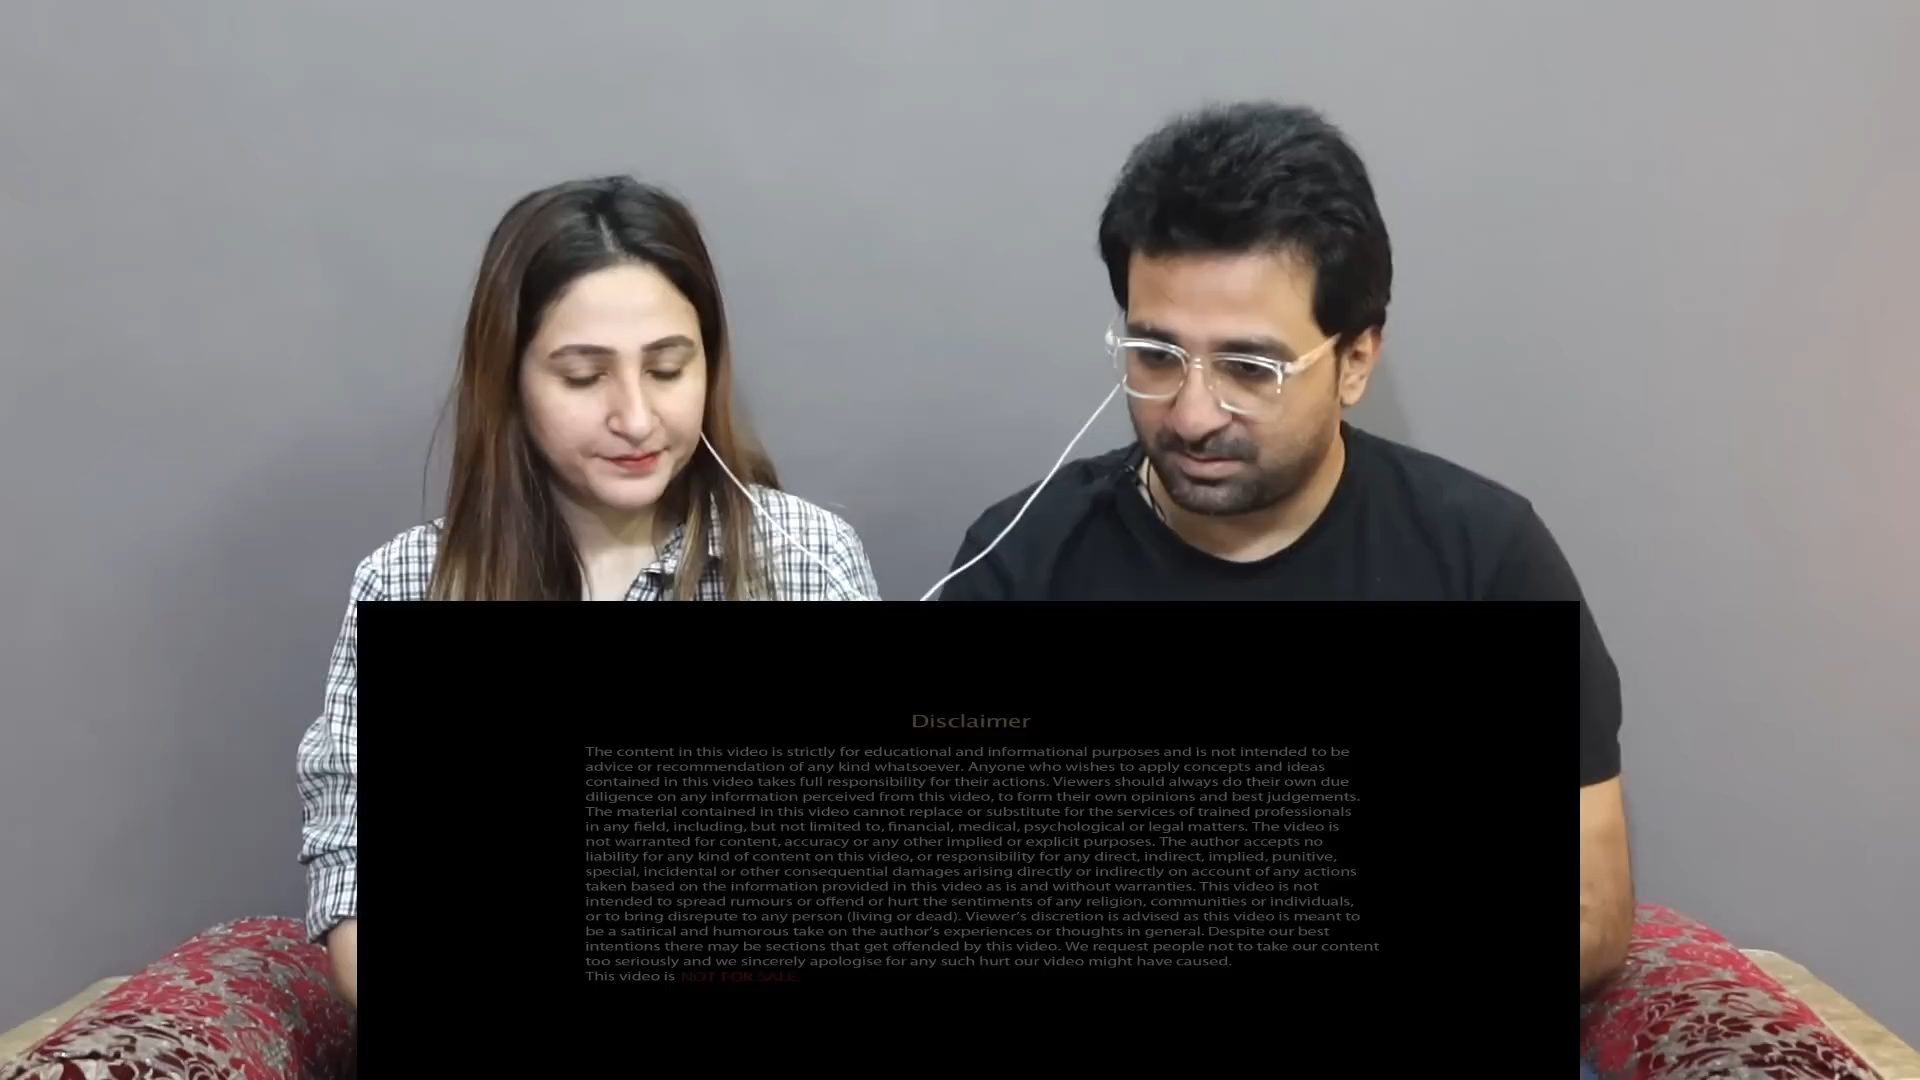 Disclaimer
The content in this video is strictly for educational and informational purposes and is not intended to be
advice or recommendation of any kind whatsoever. Anyone who wishes to apply concepts and ideas
contained in this video takes full responsibility for their actions. Viewers should always do their own due
diligence on any information perceived from this video, to form their own opinions and best judgements.
The material contained in this video cannot replace or substitute for the services of trained professionals
in any field, including, but not limited to, financial, medical, psychological or legal matters. The video is
not warranted for content, accuracy or any other implied or explicit purposes. The author accepts no
liability for any kind of content on this video, or responsibility for any direct, indirect, implied, punitive,
special, incidental or other consequential damages arising directly or indirectly on account of any actions
taken based on the information provided in this video as is and without warranties. This video is not
intended to spread rumours or offend or hurt the sentiments of any religion, communities or individuals,
or to bring disrepute to any person (living or dead). Viewer's discretion is advised as this video is meant to
be a satirical and humorous take on the author's experiences or thoughts in general. Despite our best
intentions there may be sections that get offended by this video. We request people not to take our content
too seriously and we sincerely apologise for any such hurt our video might have caused.
This video is NOT FOR SALE.